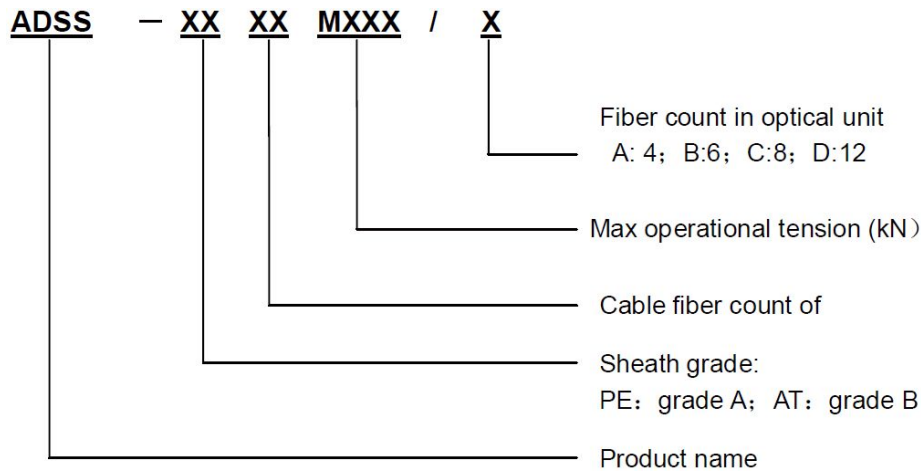 ADSS — XX XX MXXX / X
Fiber count in optical unit
A: 4；B:6；C:8；D:12
Max operational tension (kN）
Cable fiber count of
Sheath grade:
PE：grade A；AT：grade B
Product name